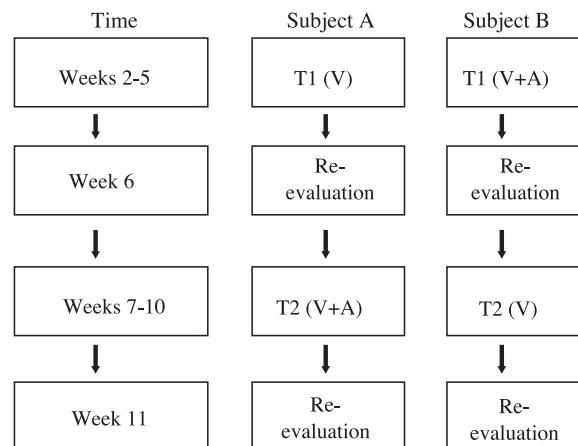 Time
Subject A
Subject B
Weeks 2-5
T1 (V)
T1 (V+A)
Week 6
Re-
evaluation
Re-
evaluation
Weeks 7-10
T2 (V+A)
T2 (V)
Week 11
Re-
evaluation
Re-
evaluation